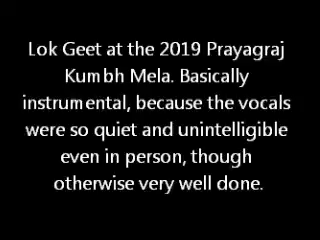 Lok Geet at the 2019 Prayagraj
Kumbh Mela. Basically
instrumental, because the vocals
were so quiet and unintelligible
even in person, though
otherwise very well done.